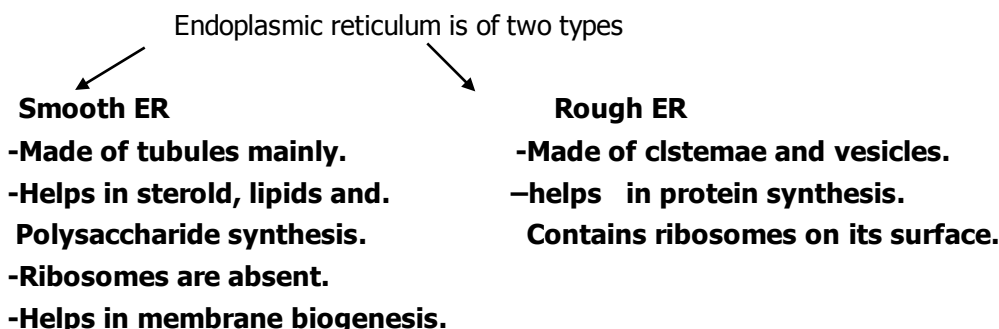 Endoplasmic reticulum is of two types
Smooth ER
Rough ER
-Made of tubules mainly.
-Made of clstemae and vesicles.
-Helps in sterold, lipids and.
–helps in protein synthesis.
Polysaccharide synthesis.
Contains ribosomes on its surface.
-Ribosomes are absent.
-Helps in membrane biogenesis.